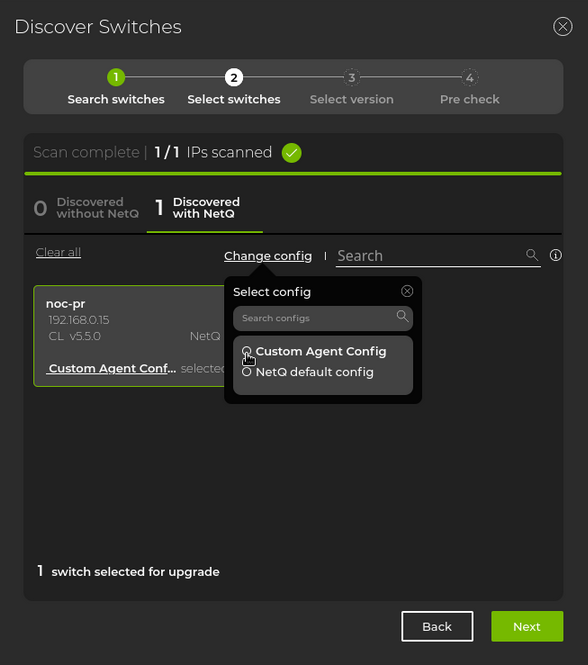 Discover Switches
1 2 3 4
Search switches Select switches Select version Pre check
Scan complete | 1 / 1 IPs scanned
0 Discovered without NetQ
1 Discovered with NetQ
Clear all Change config | Search
Select config
Search configs
Custom Agent Config
NetQ default config
noc-pr
192.168.0.15
CL v5.5.0 NetQ
Custom Agent Conf... selected
1 switch selected for upgrade
Back Next